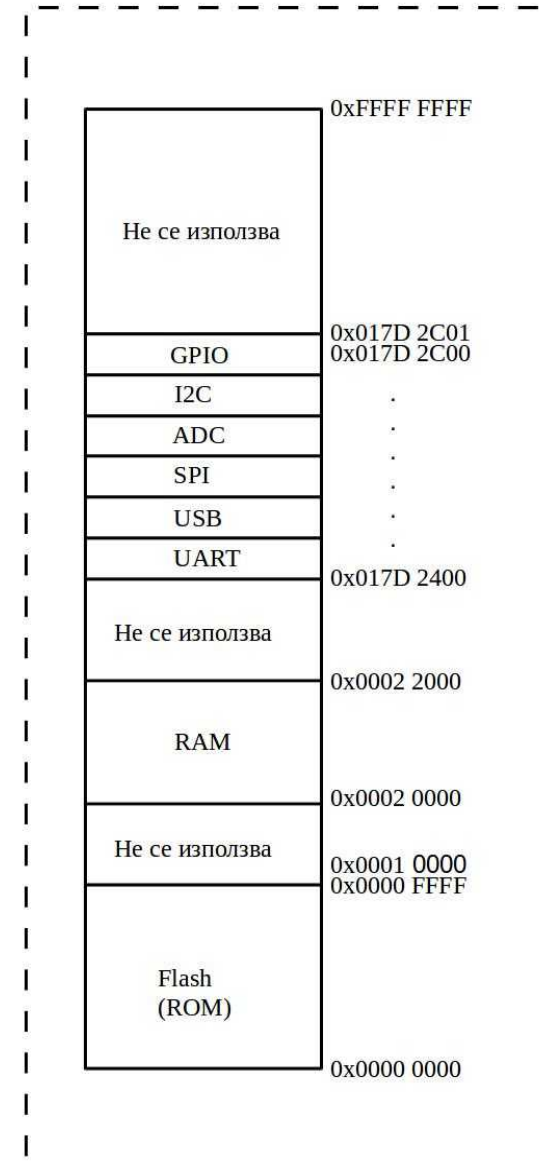 0xFFFF FFFF
Не се използва
0x017D 2C01
GPIO 0x017D 2C00
I2C
ADC
SPI
USB
UART
0x017D 2400
Не се използва
0x0002 2000
RAM
0x0002 0000
Не се използва
0x0001 0000
0x0000 FFFF
Flash
(ROM)
0x0000 0000